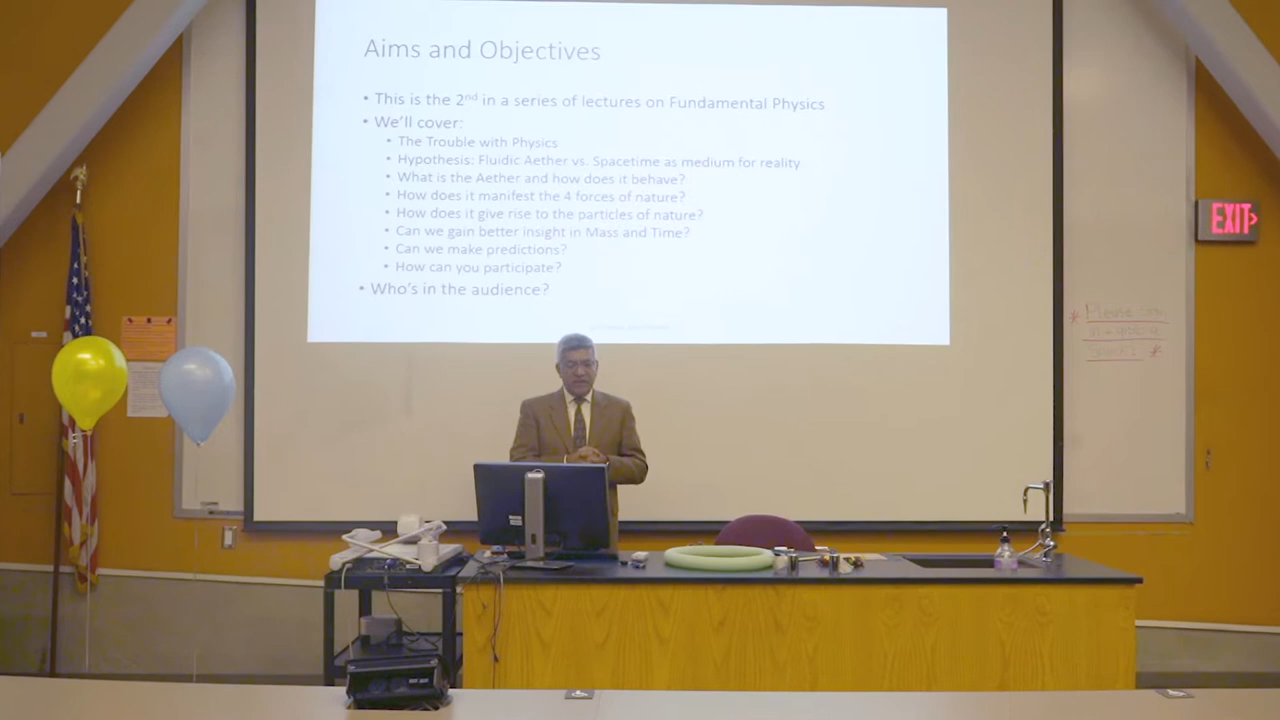 Aims and Objectives
• This is the 2nd in a series of lectures on Fundamental Physics
• We'll cover:
• The Trouble with Physics
• Hypothesis: Fluidic Aether vs. Spacetime as medium for reality
• What is the Aether and how does it behave?
• How does it manifest the 4 forces of nature?
• How does it give rise to the particles of nature?
• Can we gain better insight in Mass and Time?
• Can we make predictions?
• How can you participate?
• Who's in the audience?
EXIT
* Please